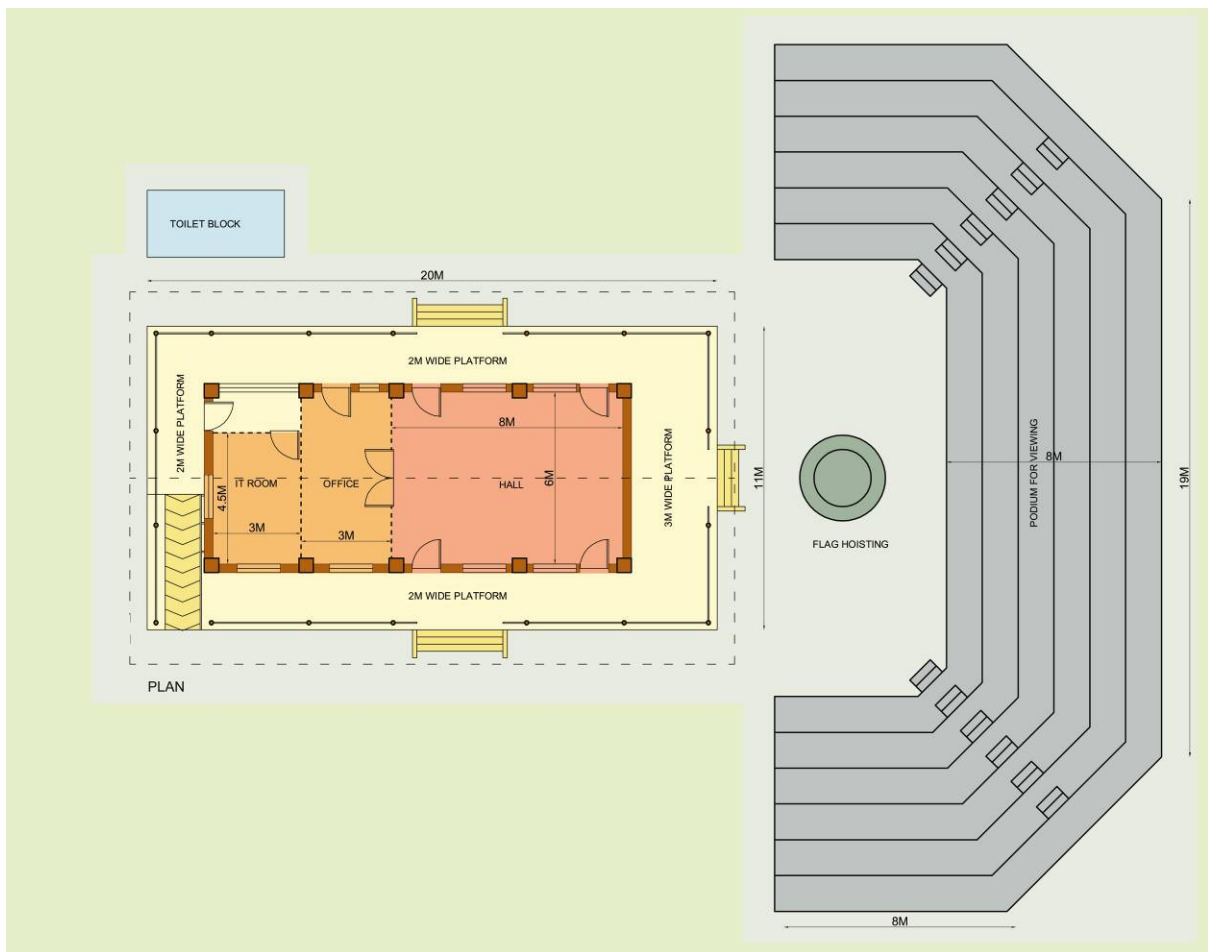 TOILET BLOCK
20M
2M WIDE PLATFORM
2M WIDE PLATFORM
8M
IT ROOM
OFFICE
HALL
4.5M
6M
3M
3M
3M WIDE PLATFORM
11M
2M WIDE PLATFORM
PLAN
FLAG HOISTING
PODIUM FOR VIEWING
8M
19M
8M